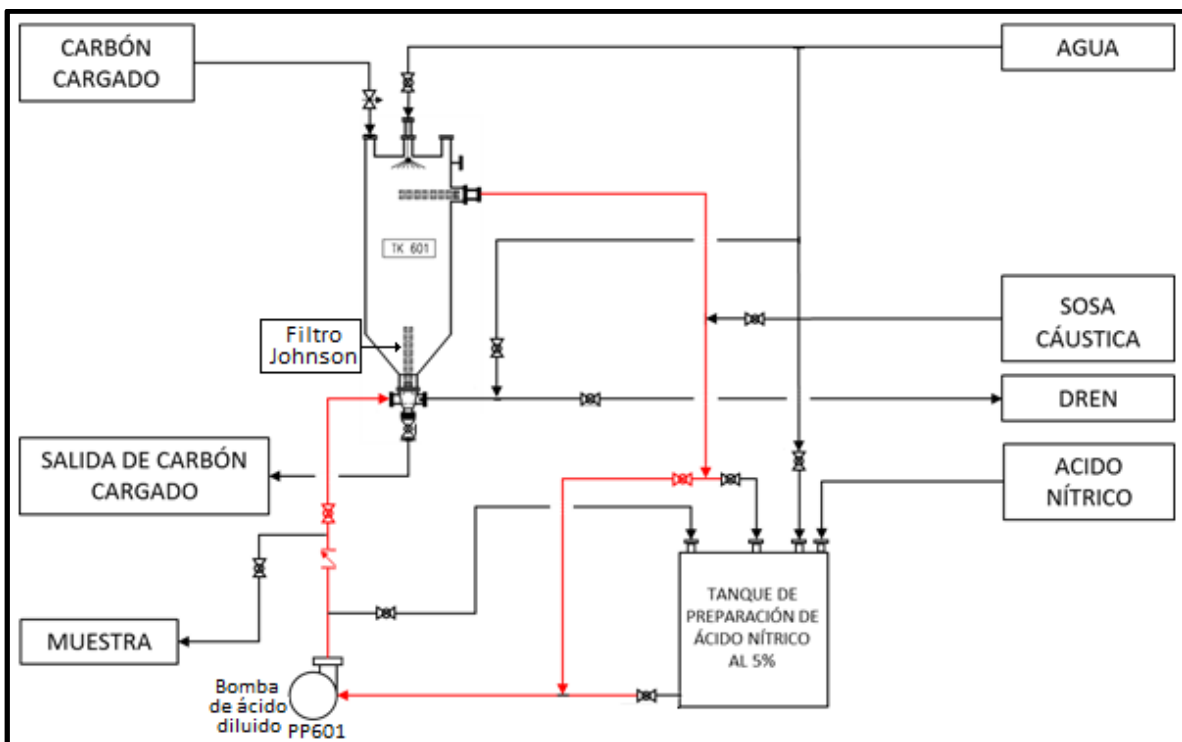 CARBÓN
CARGADO
AGUA
TK 601
SOSA
CÁUSTICA
Filtro
Johnson
DREN
SALIDA DE CARBÓN
CARGADO
ACIDO
NÍTRICO
TANQUE DE
PREPARACIÓN DE
ÁCIDO NÍTRICO
AL 5%
MUESTRA
Bomba
de ácido
diluido
PP601